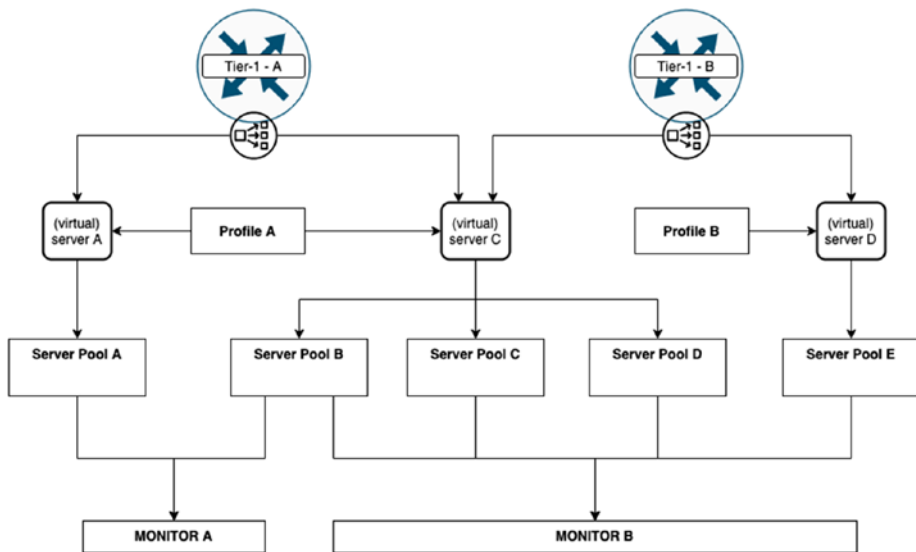 Tier-1 - A
Tier-1 - B
(virtual)
server A
Profile A
(virtual)
server C
Profile B
(virtual)
server D
Server Pool A
Server Pool B
Server Pool C
Server Pool D
Server Pool E
MONITOR A
MONITOR B